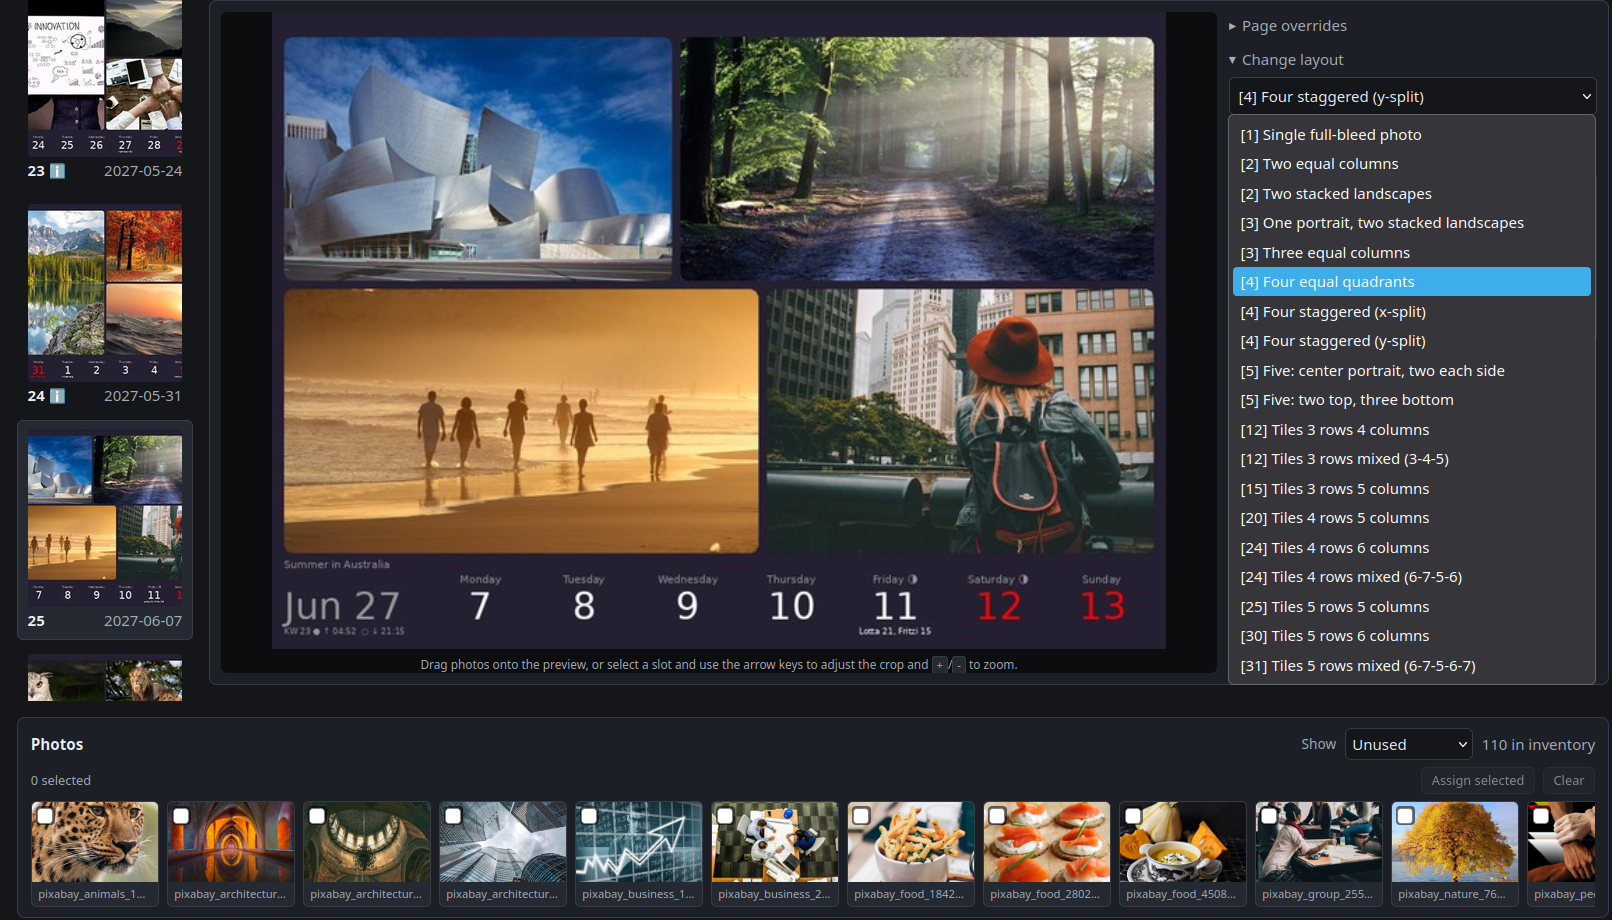 INNOVATION
24 25 26 27 28
23 2027-05-24
31 1 2 3 4
24 2027-05-31
7 8 9 10 11
25 2027-06-07
Summer in Australia
Monday Tuesday Wednesday Thursday Friday Saturday Sunday
Jun 27 7 8 9 10 11 12 13
KW 23 ● ↑ 04:52 ○ ↓ 21:15
Lotta 21, Fritzi 15
Drag photos onto the preview, or select a slot and use the arrow keys to adjust the crop and + / - to zoom.
▸ Page overrides
▾ Change layout
[4] Four staggered (y-split)
[1] Single full-bleed photo
[2] Two equal columns
[2] Two stacked landscapes
[3] One portrait, two stacked landscapes
[3] Three equal columns
[4] Four equal quadrants
[4] Four staggered (x-split)
[4] Four staggered (y-split)
[5] Five: center portrait, two each side
[5] Five: two top, three bottom
[12] Tiles 3 rows 4 columns
[12] Tiles 3 rows mixed (3-4-5)
[15] Tiles 3 rows 5 columns
[20] Tiles 4 rows 5 columns
[24] Tiles 4 rows 6 columns
[24] Tiles 4 rows mixed (6-7-5-6)
[25] Tiles 5 rows 5 columns
[30] Tiles 5 rows 6 columns
[31] Tiles 5 rows mixed (6-7-5-6-7)
Photos
Show Unused 110 in inventory
0 selected
Assign selected Clear
pixabay_animals_1...
pixabay_architectur...
pixabay_architectur...
pixabay_architectur...
pixabay_business_1...
pixabay_business_2...
pixabay_food_1842...
pixabay_food_2802...
pixabay_food_4508...
pixabay_group_255...
pixabay_nature_76...
pixabay_pe